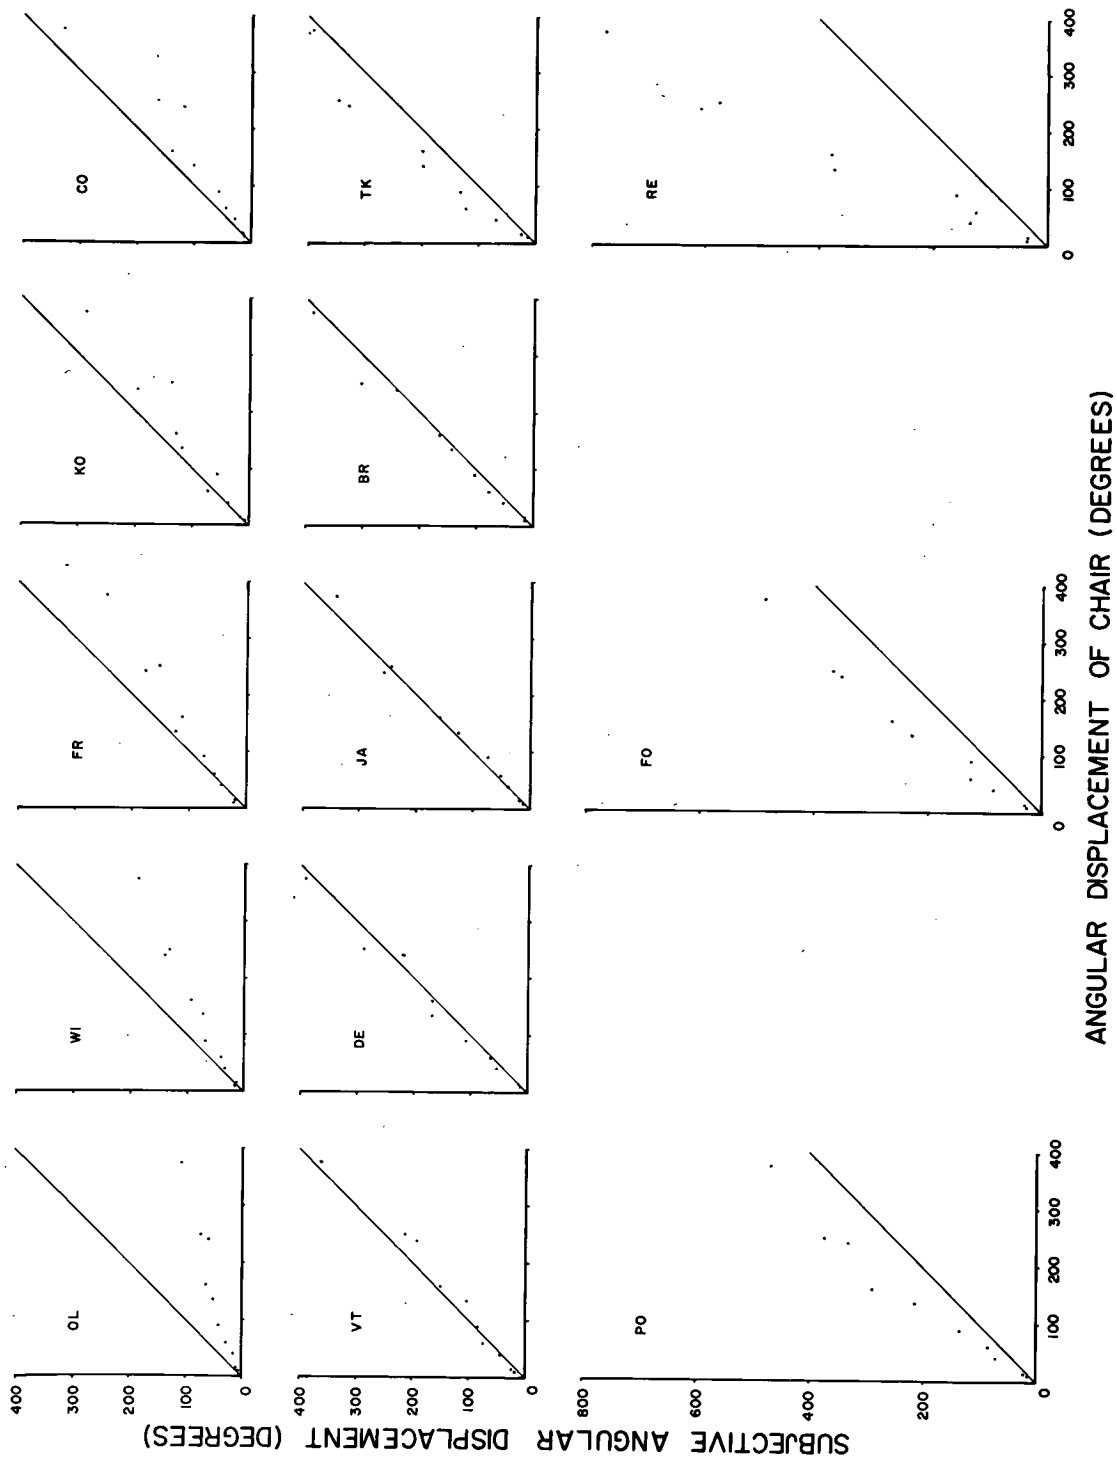 SUBJECTIVE ANGULAR DISPLACEMENT (DEGREES)
400
300
200
100
0
OL
WI
FR
KO
CO
400
300
200
100
0
VT
DE
JA
BR
TK
800
600
400
200
0
PO
FO
RE
100 200 300 400
0 100 200 300 400
0 100 200 300 400
ANGULAR DISPLACEMENT OF CHAIR (DEGREES)